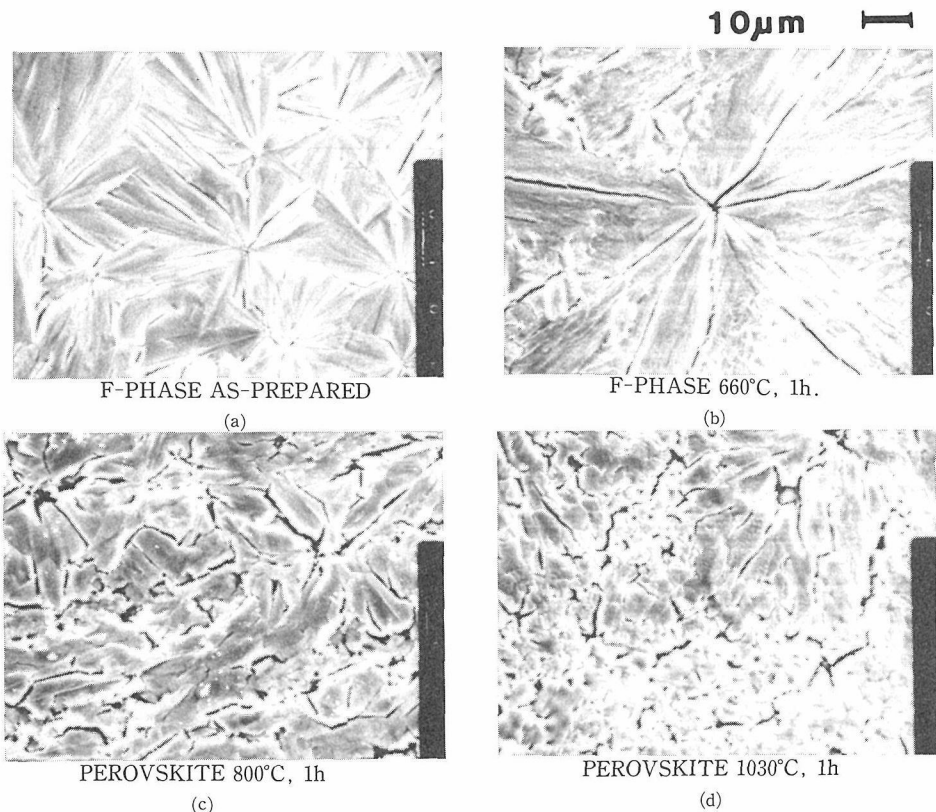 10μm
F-PHASE AS-PREPARED
(a)
F-PHASE 660°C, 1h.
(b)
PEROVSKITE 800°C, 1h
(c)
PEROVSKITE 1030°C, 1h
(d)